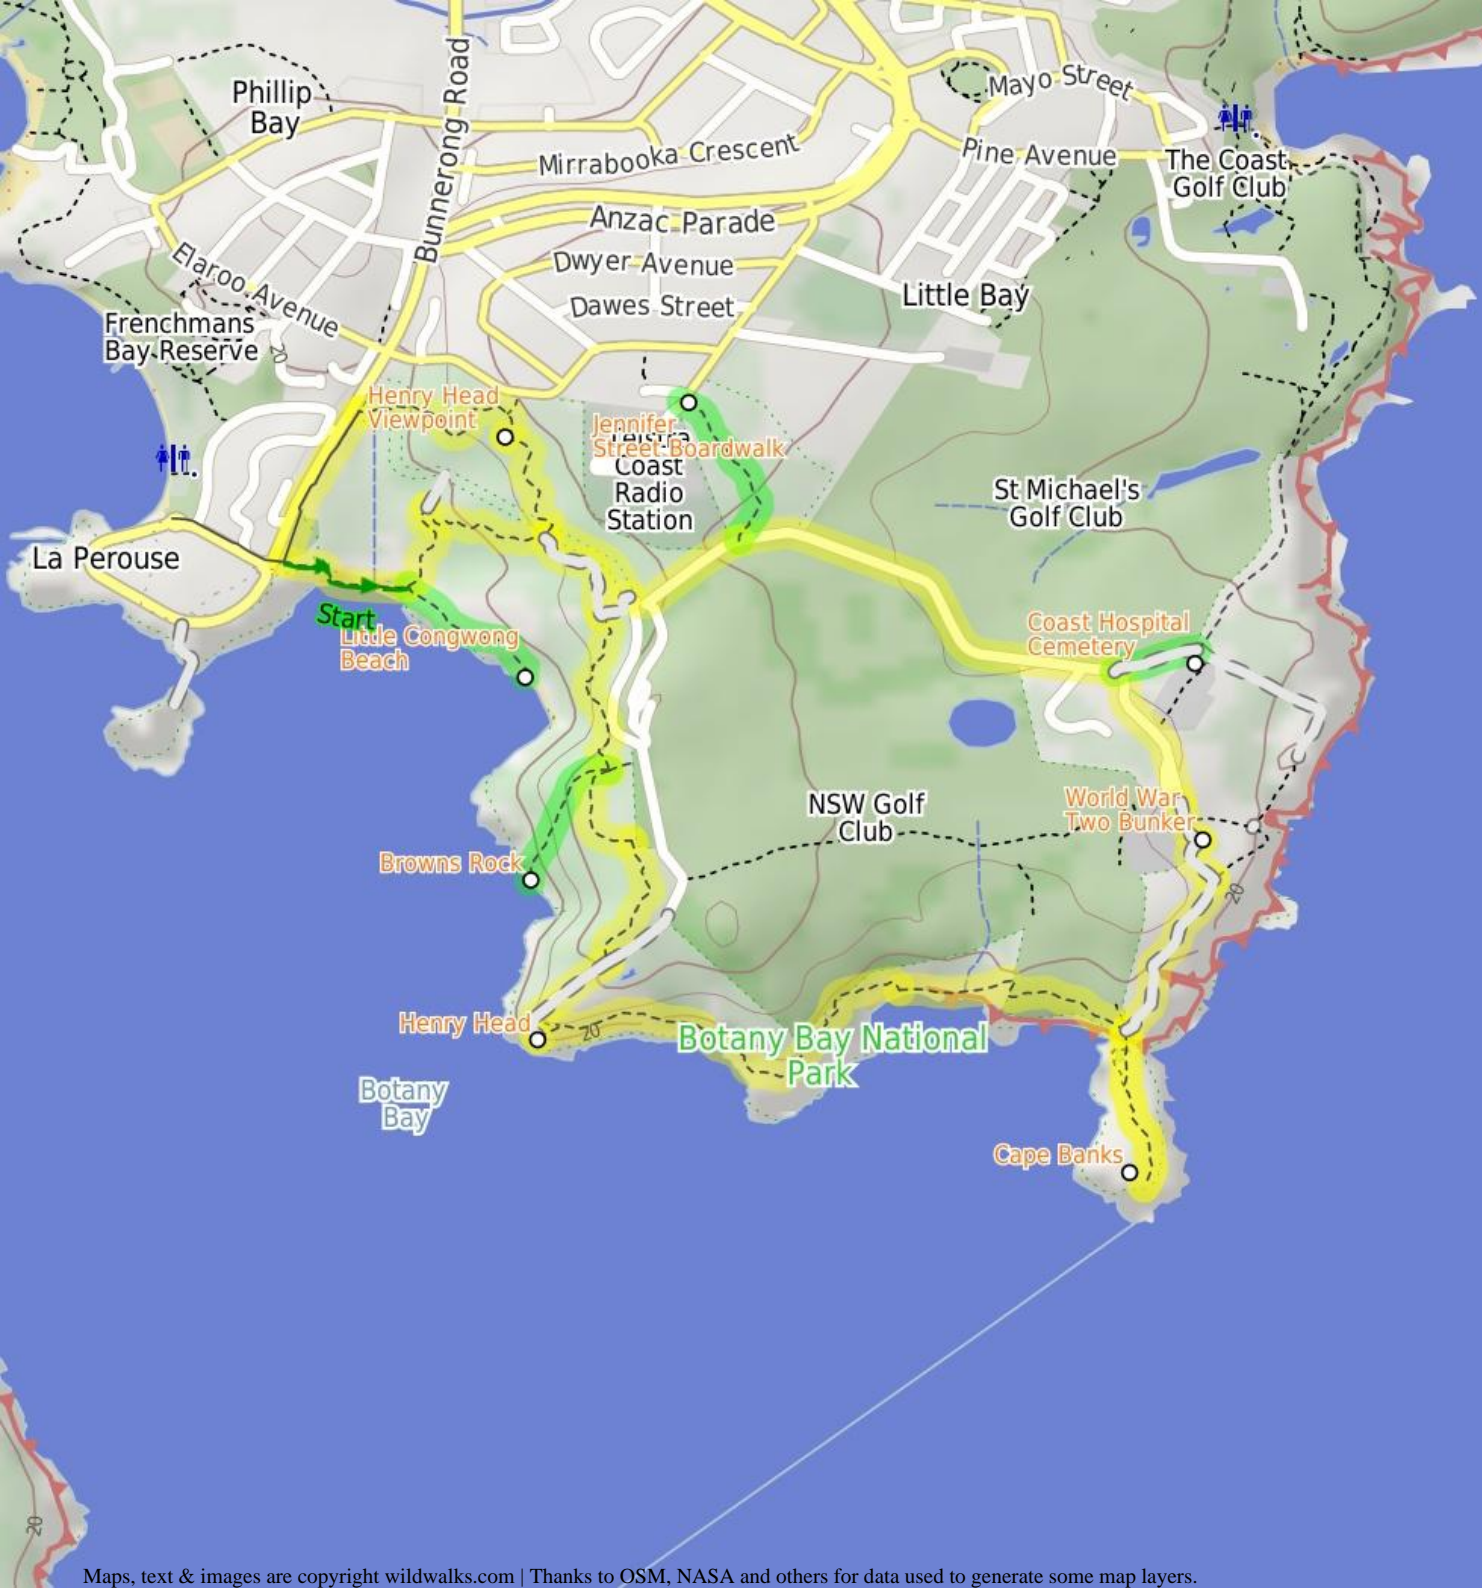 Bunnerong Road
Phillip
Bay
Mayo Street
Mirrabooka Crescent
Pine Avenue
The Coast
Golf Club
Anzac Parade
Elaroo Avenue
Dwyer Avenue
Dawes Street
Little Bay
Frenchmans
Bay Reserve
20
Henry Head
Viewpoint
Jennifer
Street Boardwalk
Telstra
Coast
Radio
Station
St Michael's
Golf Club
La Perouse
Start
Little Congwong
Beach
Coast Hospital
Cemetery
World War
Two Bunker
NSW Golf
Club
Browns Rock
20
Henry Head
20
Botany Bay National
Park
Botany
Bay
Cape Banks
20
Maps, text & images are copyright wildwalks.com | Thanks to OSM, NASA and others for data used to generate some map layers.